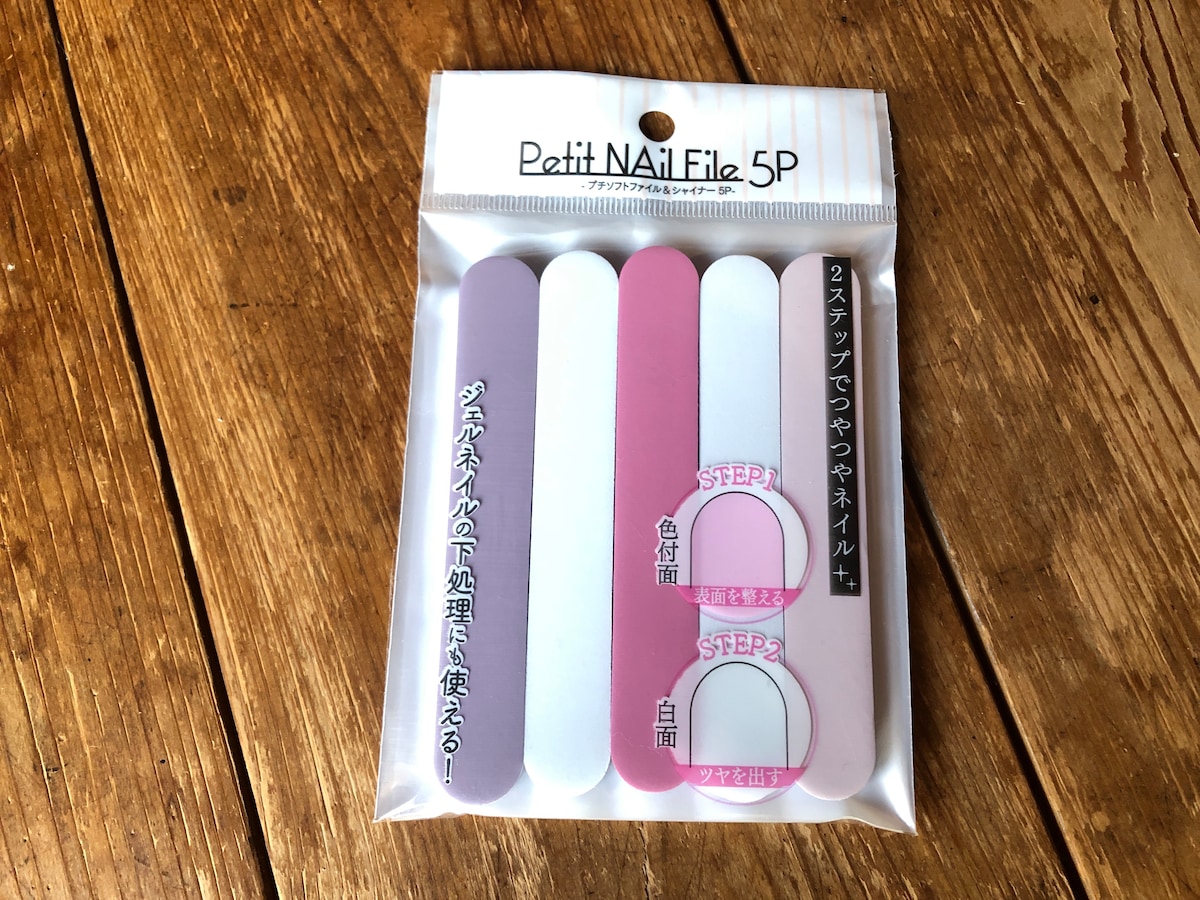 Petit NAil File 5P
- プチソフトファイル＆シャイナー 5P-
2ステップでつやつやネイル
ジェルネイルの下処理にも使える！
STEP1
色付面
表面を整える
STEP2
白面
ツヤを出す